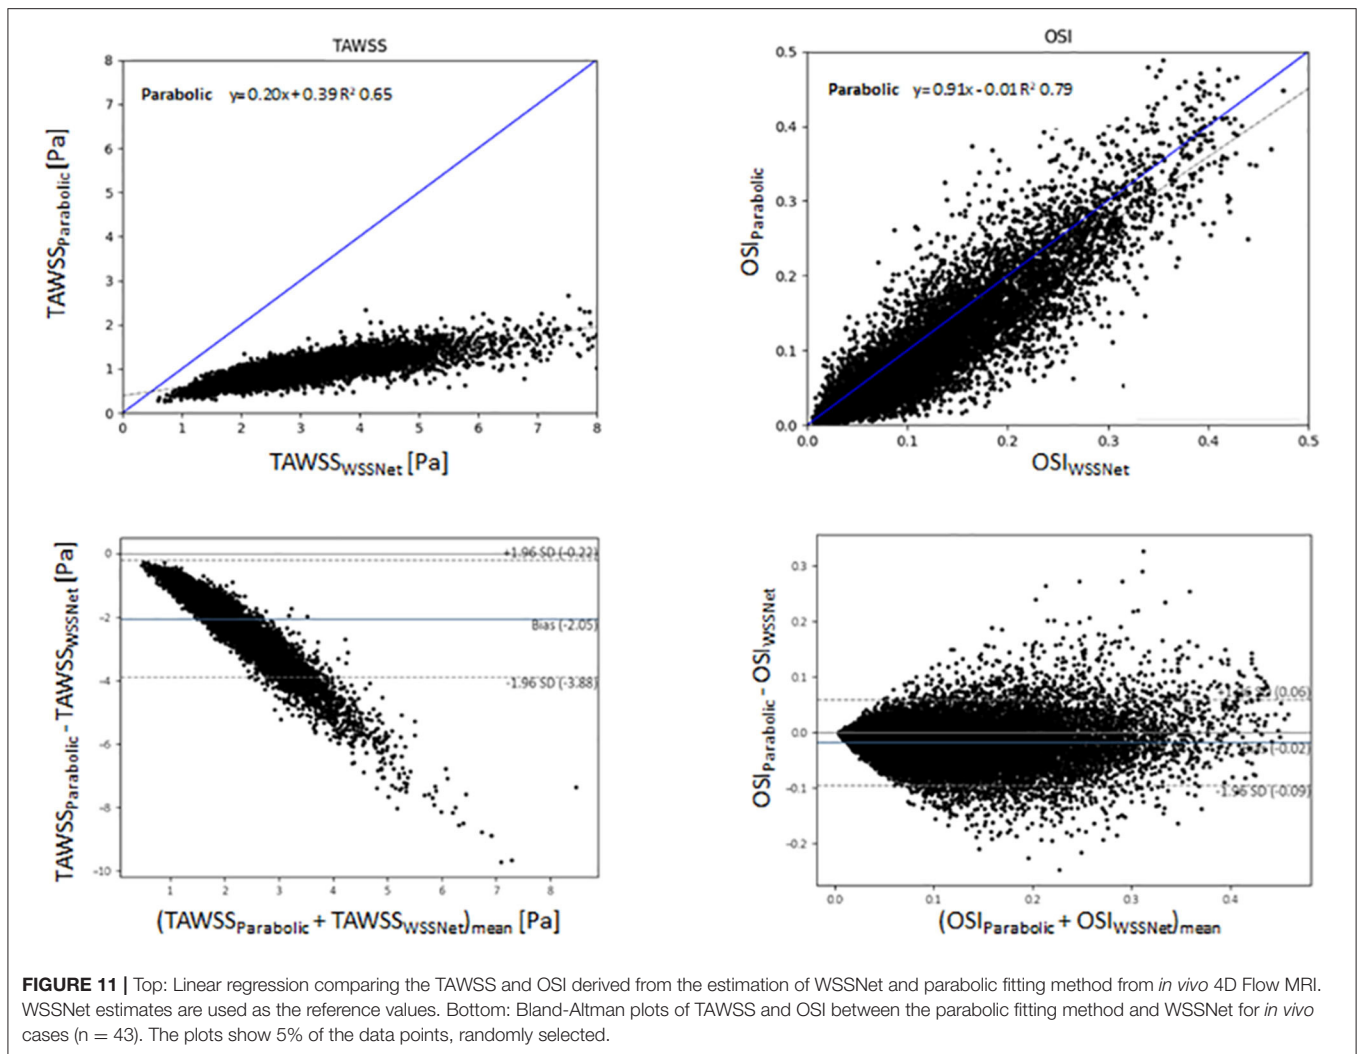 TAWSS
8
7
6
5
4
3
2
1
0
Parabolic y=0.20x+0.39 R² 0.65
TAWSSParabolic [Pa]
0 1 2 3 4 5 6 7 8
TAWSSWSSNet [Pa]
OSI
0.5
0.4
0.3
0.2
0.1
0.0
Parabolic y=0.91x-0.01 R² 0.79
OSIParabolic
0.0 0.1 0.2 0.3 0.4 0.5
OSIWSSNet
0
-2
-4
-6
-8
-10
+1.96 SD (-0.22)
Bias (-2.05)
-1.96 SD (-3.88)
TAWSSParabolic - TAWSSWSSNet [Pa]
1 2 3 4 5 6 7 8
(TAWSSParabolic + TAWSSWSSNet)mean [Pa]
0.3
0.2
0.1
0.0
-0.1
-0.2
SD (0.06)
(-0.02)
-1.96 SD (-0.09)
OSIParabolic - OSIWSSNet
0.0 0.1 0.2 0.3 0.4
(OSIParabolic + OSIWSSNet)mean
FIGURE 11 | Top: Linear regression comparing the TAWSS and OSI derived from the estimation of WSSNet and parabolic fitting method from in vivo 4D Flow MRI.
WSSNet estimates are used as the reference values. Bottom: Bland-Altman plots of TAWSS and OSI between the parabolic fitting method and WSSNet for in vivo
cases (n = 43). The plots show 5% of the data points, randomly selected.